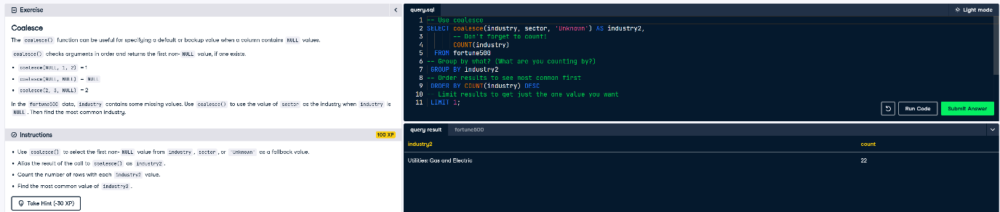 Exercise
Coalesce
The coalesce() function can be useful for specifying a default or backup value when a column contains NULL values.
coalesce() checks arguments in order and returns the first non- NULL value, if one exists.
• coalesce(NULL, 1, 2) = 1
• coalesce(NULL, NULL) = NULL
• coalesce(2, 3, NULL) = 2
In the fortune500 data, industry contains some missing values. Use coalesce() to use the value of sector as the industry when industry is
NULL . Then find the most common industry.
Instructions
100 XP
• Use coalesce() to select the first non- NULL value from industry , sector , or 'Unknown' as a fallback value.
• Alias the result of the call to coalesce() as industry2 .
• Count the number of rows with each industry2 value.
• Find the most common value of industry2 .
Take Hint (-30 XP)
query.sql
Light mode
1 -- Use coalesce
2 SELECT coalesce(industry, sector, 'Unknown') AS industry2,
3 -- Don't forget to count!
4 COUNT(industry)
5 FROM fortune500
6 -- Group by what? (What are you counting by?)
7 GROUP BY industry2
8 -- Order results to see most common first
9 ORDER BY COUNT(industry) DESC
10 -- Limit results to get just the one value you want
11 LIMIT 1;
Run Code
Submit Answer
query result
fortune500
industry2 count
Utilities: Gas and Electric 22